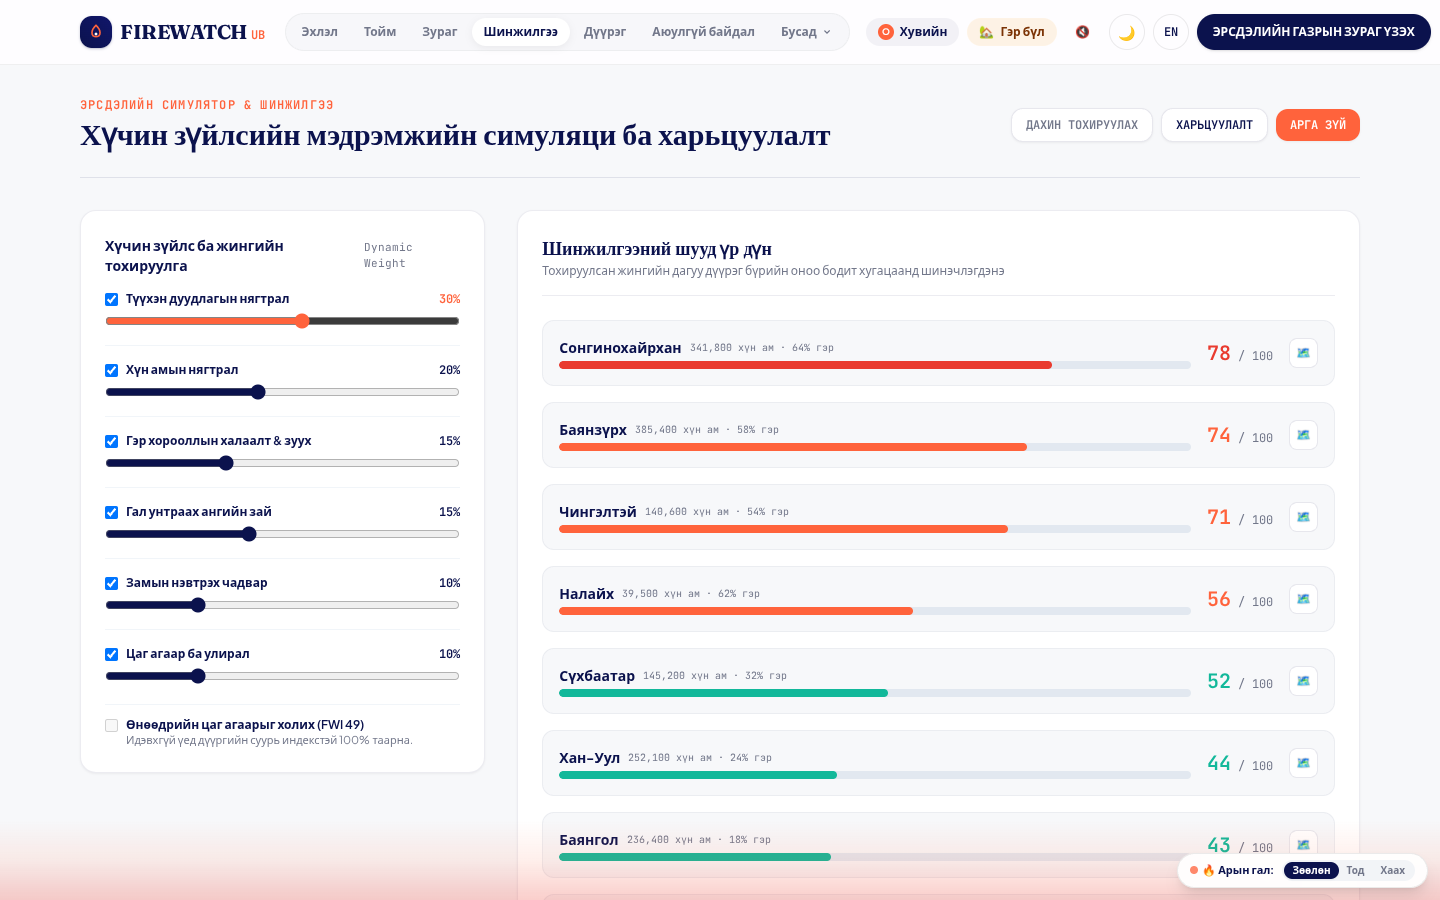 FIREWATCH UB
Эхлэл Тойм Зураг Шинжилгээ Дүүрэг Аюулгүй байдал Бусад Хувийн Гэр бүл EN ЭРСДЭЛИЙН ГАЗРЫН ЗУРАГ ҮЗЭХ
ЭРСДЭЛИЙН СИМУЛЯТОР & ШИНЖИЛГЭЭ
Хүчин зүйлсийн мэдрэмжийн симуляци ба харьцуулалт
ДАХИН ТОХИРУУЛАХ ХАРЬЦУУЛАЛТ АРГА ЗҮЙ
Хүчин зүйлс ба жингийн
тохируулга
Dynamic
Weight
Түүхэн дуудлагын нягтрал 30%
Хүн амын нягтрал 20%
Гэр хорооллын халаалт & зуух 15%
Гал унтраах ангийн зай 15%
Замын нэвтрэх чадвар 10%
Цаг агаар ба улирал 10%
Өнөөдрийн цаг агаарыг холих (FWI 49)
Идэвхгүй үед дүүргийн суурь индекстэй 100% таарна.
Шинжилгээний шууд үр дүн
Тохируулсан жингийн дагуу дүүрэг бүрийн оноо бодит хугацаанд шинэчлэгдэнэ
Сонгинохайрхан 341,800 хүн ам · 64% гэр 78 / 100
Баянзүрх 385,400 хүн ам · 58% гэр 74 / 100
Чингэлтэй 140,600 хүн ам · 54% гэр 71 / 100
Налайх 39,500 хүн ам · 62% гэр 56 / 100
Сүхбаатар 145,200 хүн ам · 32% гэр 52 / 100
Хан-Уул 252,100 хүн ам · 24% гэр 44 / 100
Баянгол 236,400 хүн ам · 18% гэр 43 / 100
Арын гал: Зөөлөн Тод Хаах